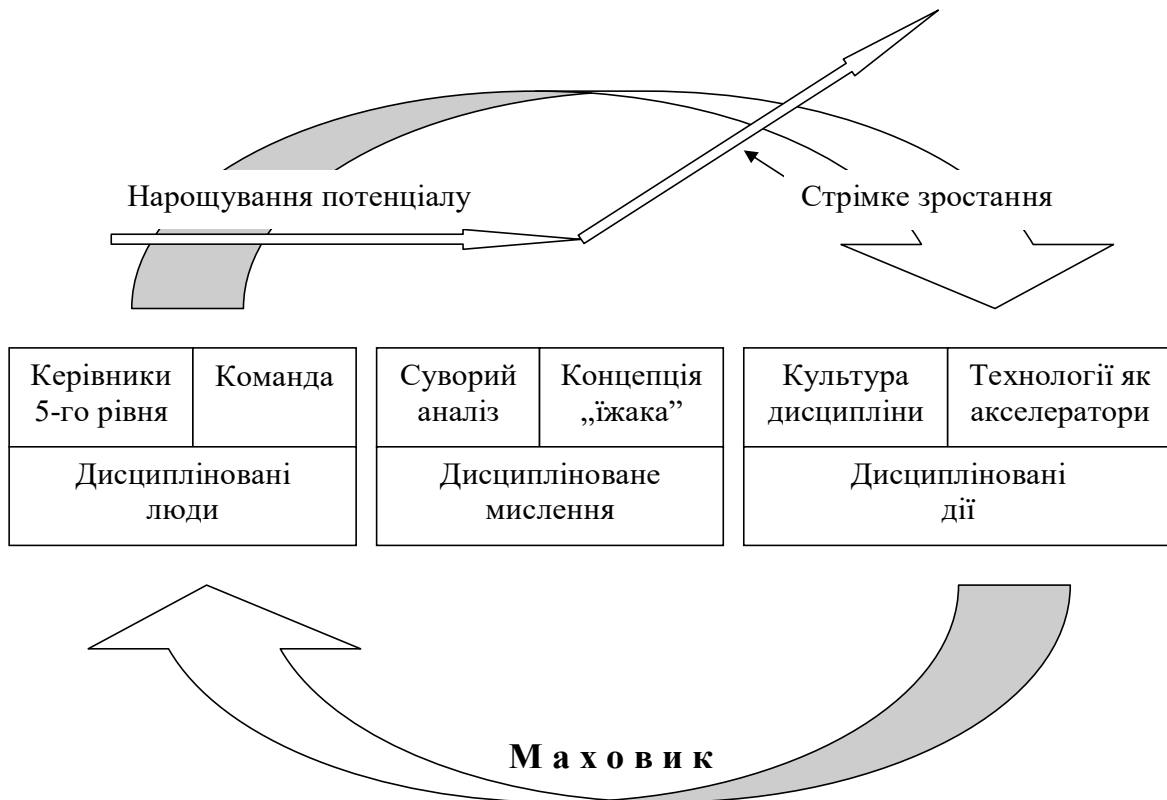 Нарощування потенціалу
Стрімке зростання
Керівники
5-го рівня
Команда
Суворий
аналіз
Концепція
„їжака”
Культура
дисципліни
Технології як
акселератори
Дисципліновані
люди
Дисципліноване
мислення
Дисципліновані
дії
М а х о в и к